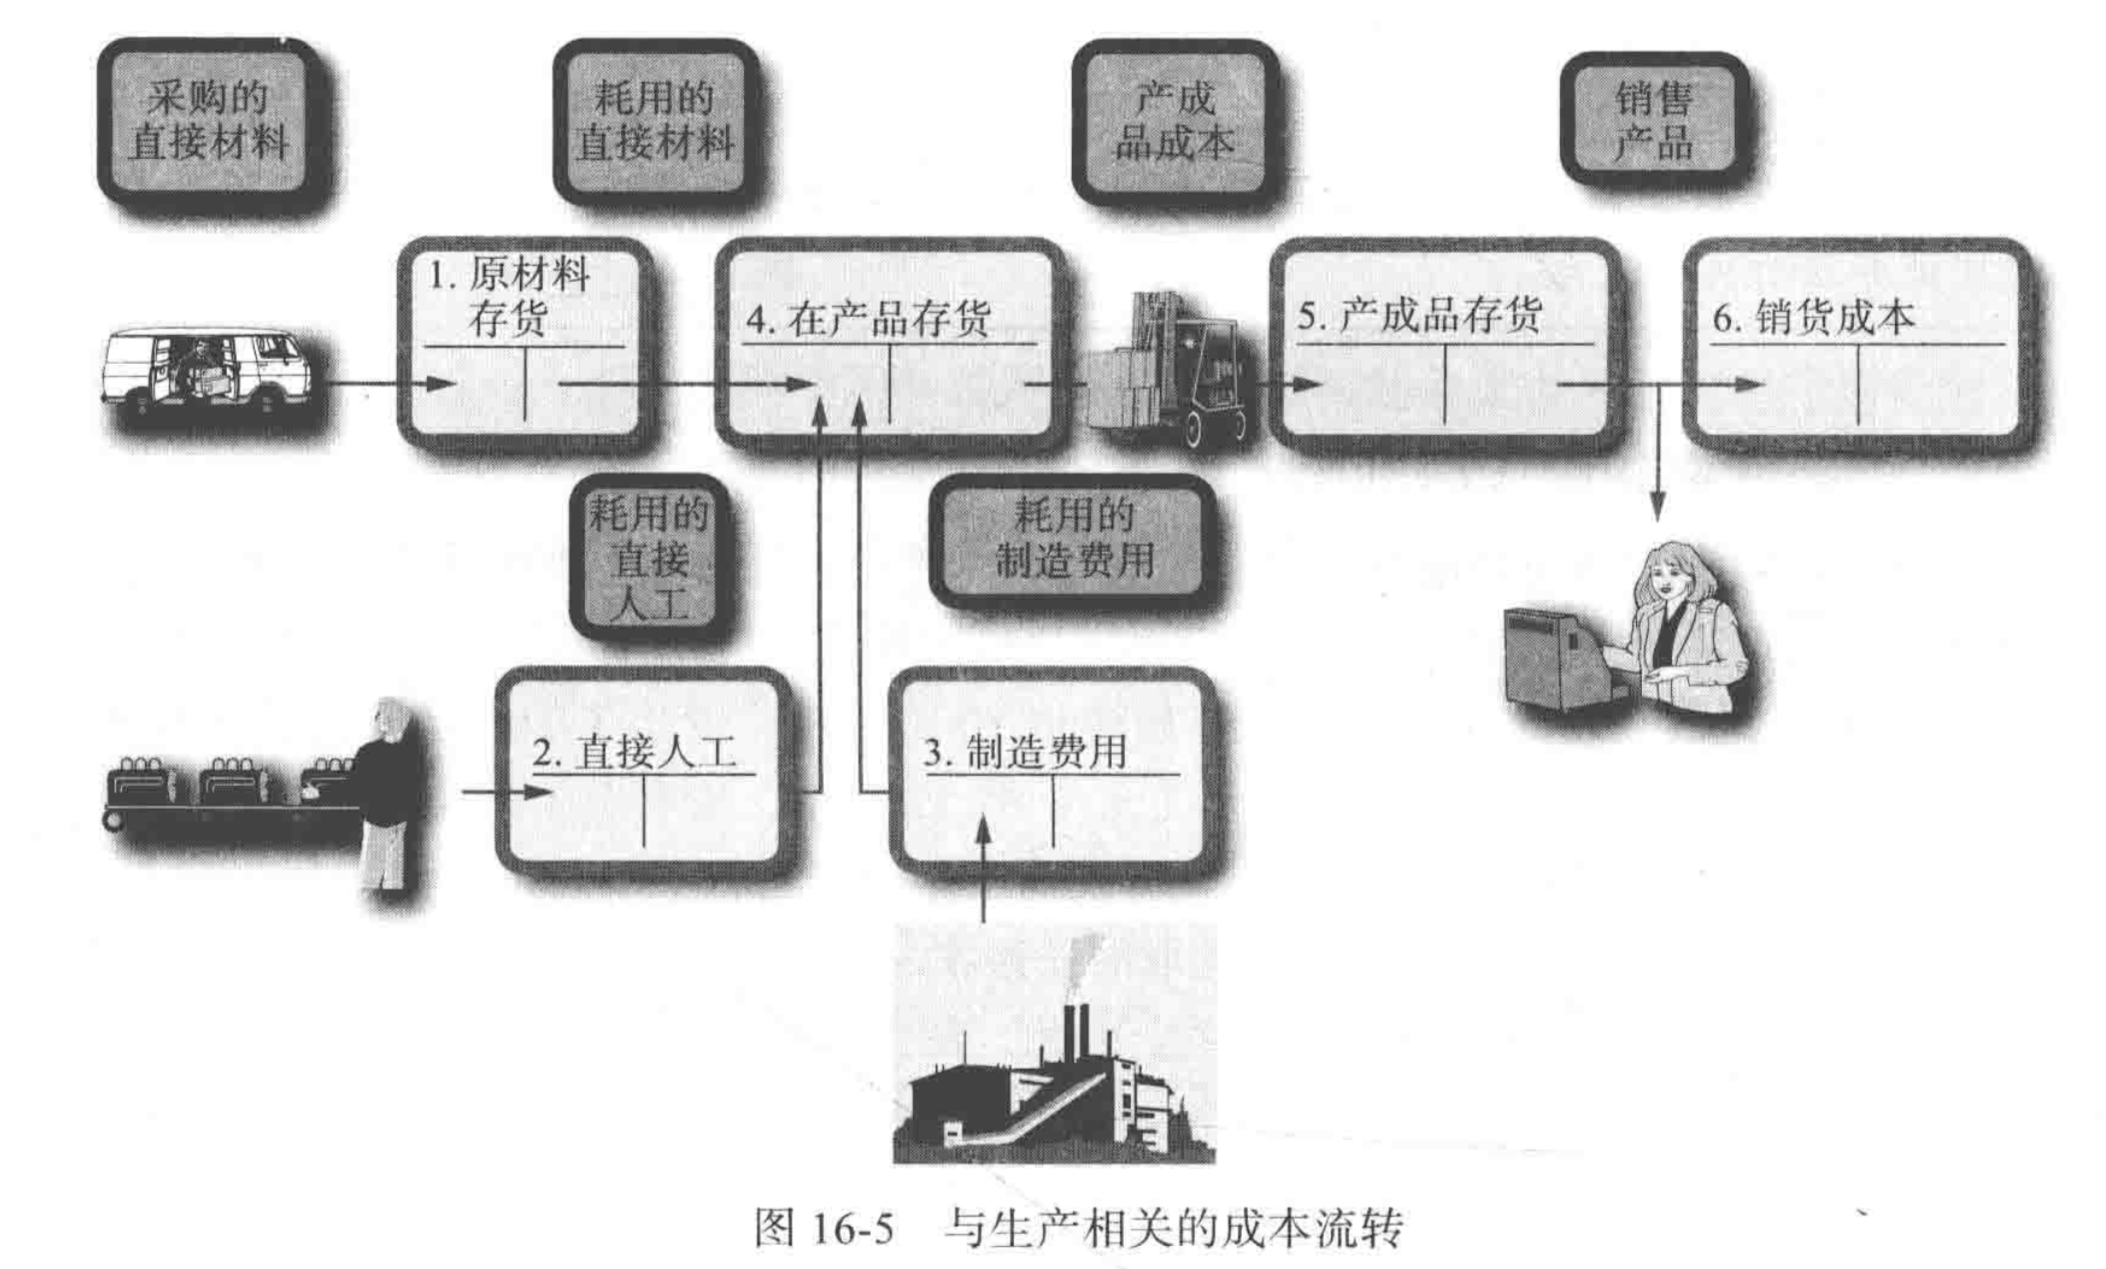 采购的
直接材料
耗用的
直接材料
产成
品成本
销售
产品
1. 原材料
存货
4. 在产品存货
5. 产成品存货
6. 销货成本
耗用的
直接
人工
耗用的
制造费用
2. 直接人工
3. 制造费用
图 16-5 与生产相关的成本流转